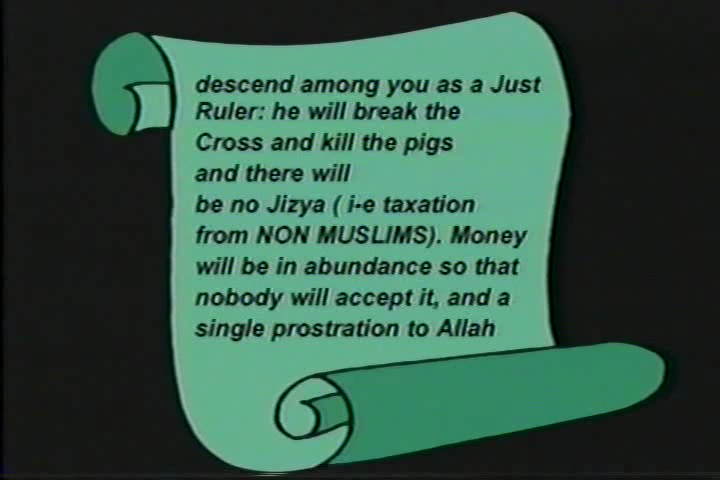 descend among you as a Just
Ruler: he will break the
Cross and kill the pigs
and there will
be no Jizya ( i-e taxation
from NON MUSLIMS). Money
will be in abundance so that
nobody will accept it, and a
single prostration to Allah